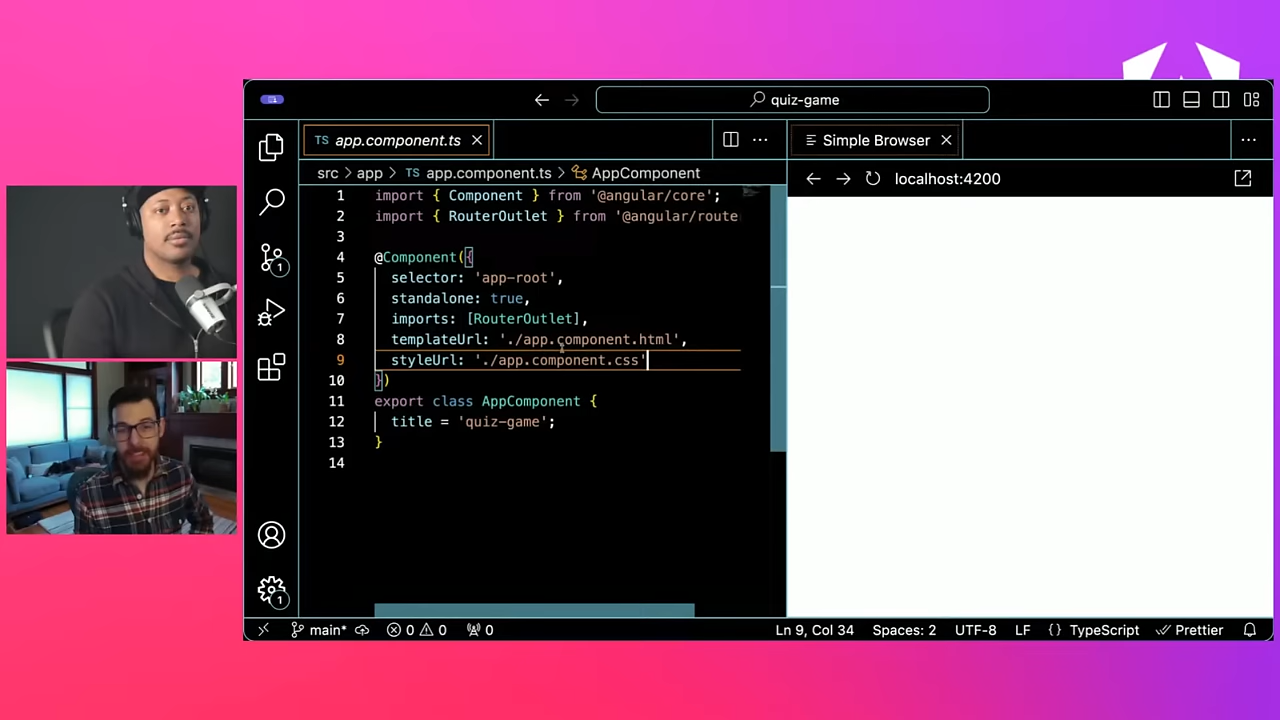 quiz-game
TS app.component.ts
Simple Browser
src > app > TS app.component.ts > AppComponent
localhost:4200
1 import { Component } from '@angular/core';
2 import { RouterOutlet } from '@angular/route
3
4 @Component({
5 selector: 'app-root',
6 standalone: true,
7 imports: [RouterOutlet],
8 templateUrl: './app.component.html',
9 styleUrl: './app.component.css'
10 })
11 export class AppComponent {
12 title = 'quiz-game';
13 }
14
1
1
main* 0 0 0 Ln 9, Col 34 Spaces: 2 UTF-8 LF {} TypeScript Prettier